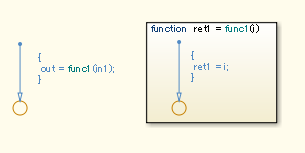 {
out = func1(in1);
}
function ret1 = func1(i)
{
ret1 = i;
}